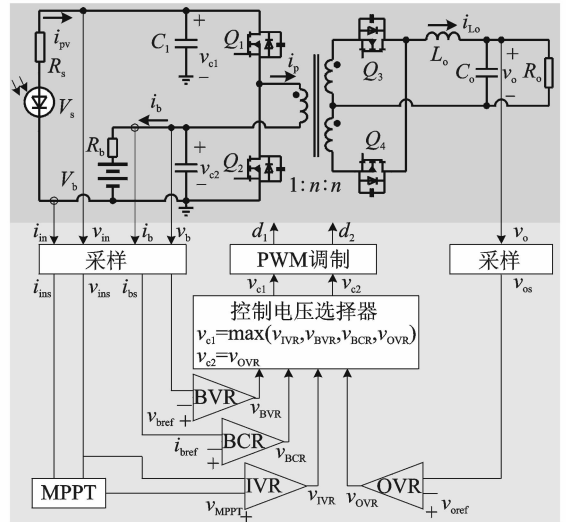 i_pv
R_s
V_s
C_1
+
v_c1
−
Q_1
i_p
Q_3
L_o
i_Lo
C_o
+
v_o
−
R_o
i_b
R_b
V_b
+
v_c2
−
Q_2
1:n:n
Q_4
i_in v_in i_b v_b
d_1 d_2
v_o
采样
PWM调制
采样
i_ins v_ins i_bs
v_c1 v_c2
v_os
控制电压选择器
v_c1=max(v_IVR,v_BVR,v_BCR,v_OVR)
v_c2=v_OVR
−
BVR
v_bref +
v_BVR
−
BCR
i_bref
+
v_BCR
MPPT
IVR
v_MPPT +
v_IVR
v_OVR
OVR
−
+
v_oref